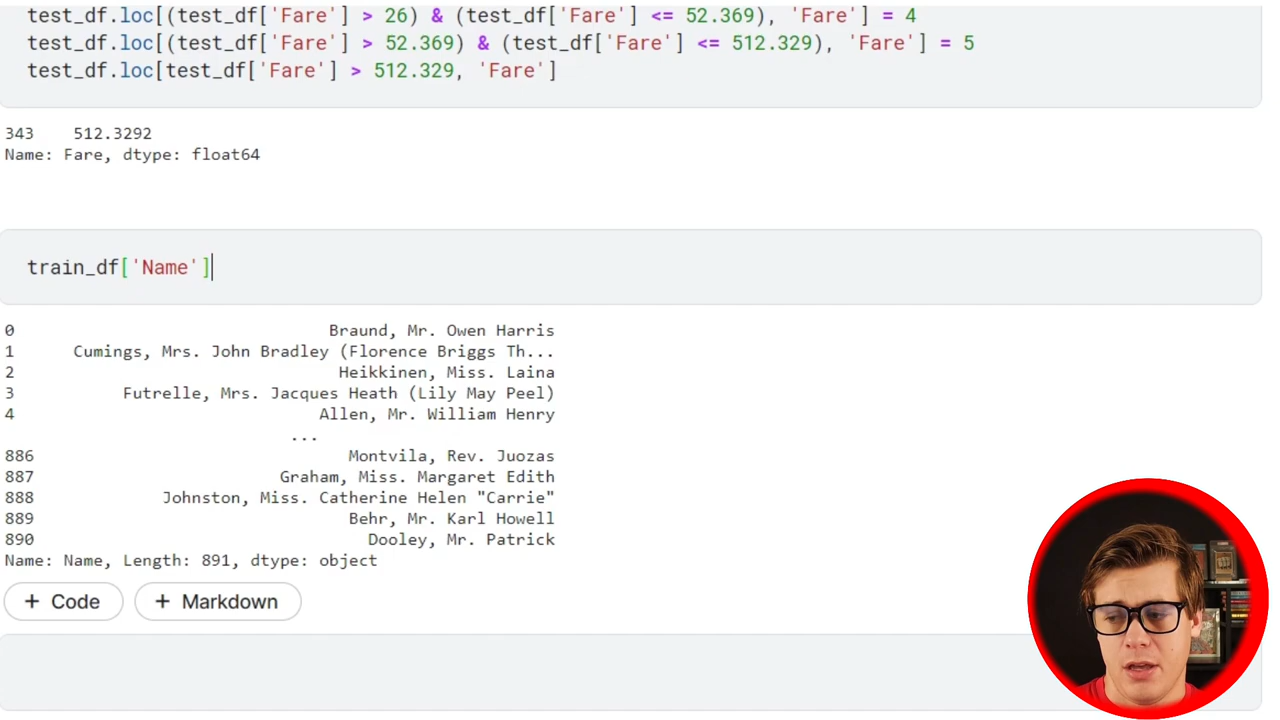 test_df.loc[(test_df['Fare'] > 26) & (test_df['Fare'] <= 52.369), 'Fare'] = 4
test_df.loc[(test_df['Fare'] > 52.369) & (test_df['Fare'] <= 512.329), 'Fare'] = 5
test_df.loc[test_df['Fare'] > 512.329, 'Fare']
343    512.3292
Name: Fare, dtype: float64
train_df['Name']
0    Braund, Mr. Owen Harris
1    Cumings, Mrs. John Bradley (Florence Briggs Th...
2    Heikkinen, Miss. Laina
3    Futrelle, Mrs. Jacques Heath (Lily May Peel)
4    Allen, Mr. William Henry
...
886    Montvila, Rev. Juozas
887    Graham, Miss. Margaret Edith
888    Johnston, Miss. Catherine Helen "Carrie"
889    Behr, Mr. Karl Howell
890    Dooley, Mr. Patrick
Name: Name, Length: 891, dtype: object
+ Code + Markdown